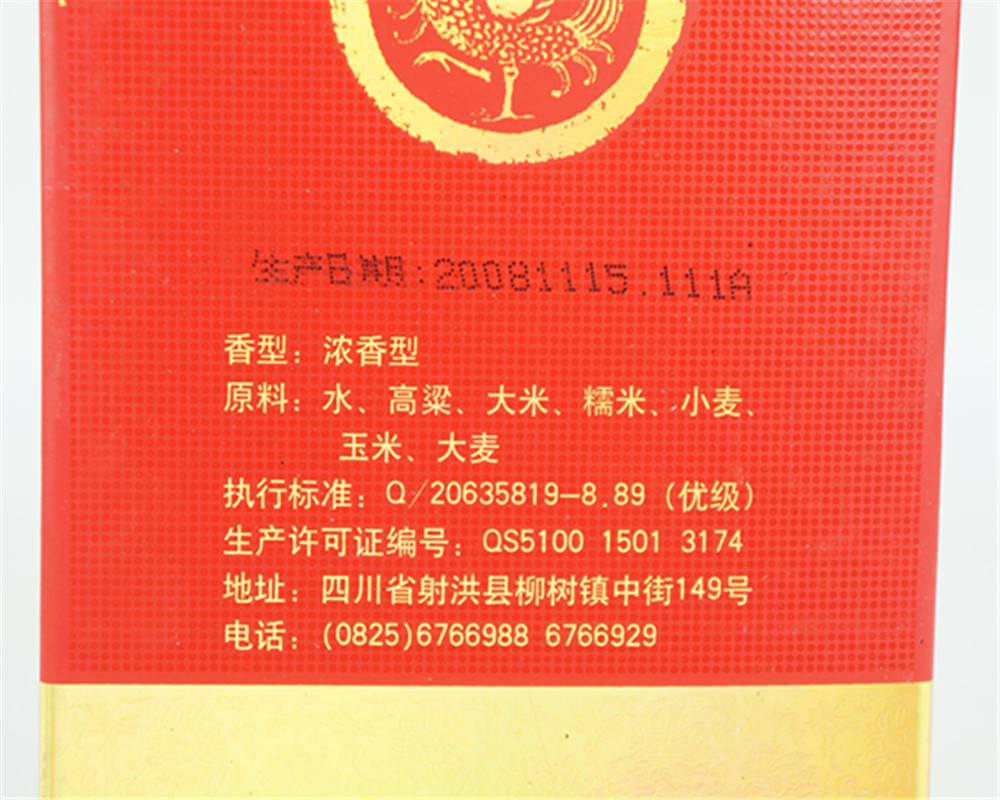 生产日期:20081115.111A
香型：浓香型
原料：水、高粱、大米、糯米、小麦、
玉米、大麦
执行标准：Q/20635819-8.89（优级）
生产许可证编号：QS5100 1501 3174
地址：四川省射洪县柳树镇中街149号
电话：(0825)6766988 6766929